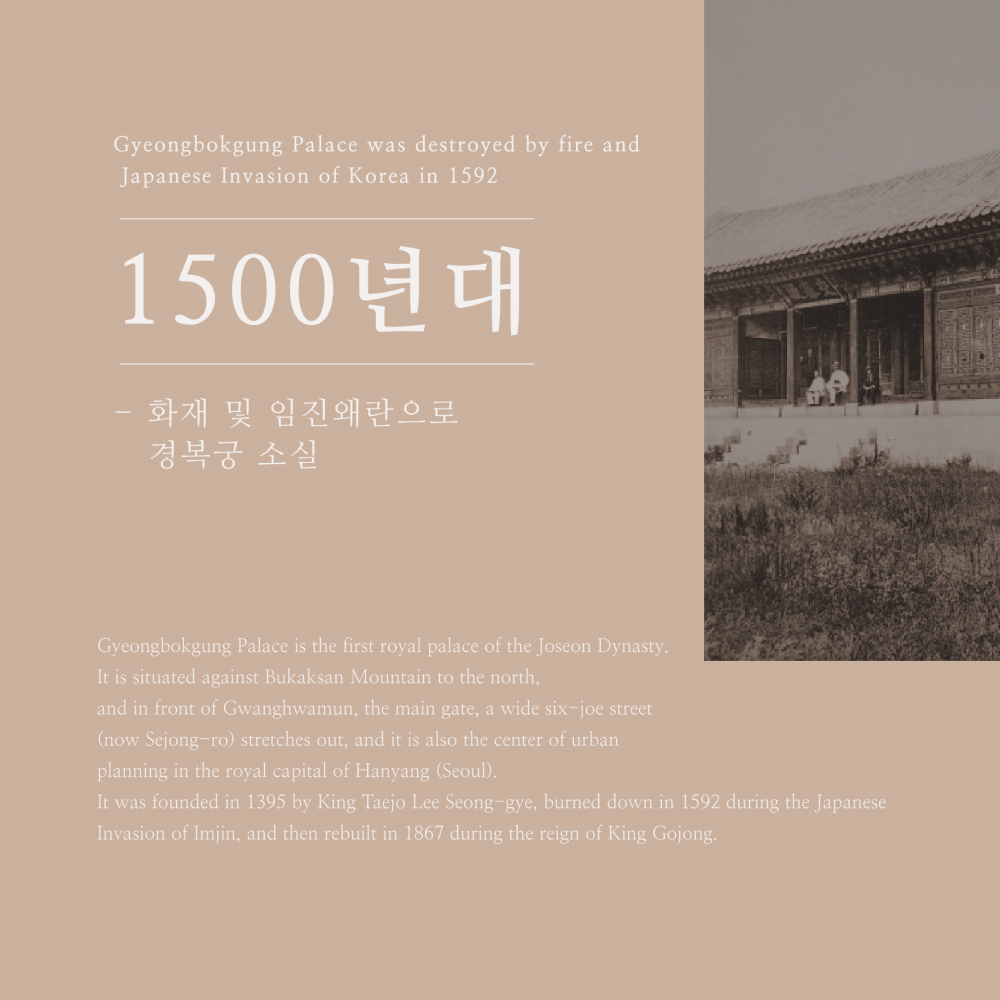 Gyeongbokgung Palace was destroyed by fire and
Japanese Invasion of Korea in 1592
1500년대
- 화재 및 임진왜란으로
경복궁 소실
Gyeongbokgung Palace is the first royal palace of the Joseon Dynasty.
It is situated against Bukaksan Mountain to the north,
and in front of Gwanghwamun, the main gate, a wide six-joe street
(now Sejong-ro) stretches out, and it is also the center of urban
planning in the royal capital of Hanyang (Seoul).
It was founded in 1395 by King Taejo Lee Seong-gye, burned down in 1592 during the Japanese
Invasion of Imjin, and then rebuilt in 1867 during the reign of King Gojong.